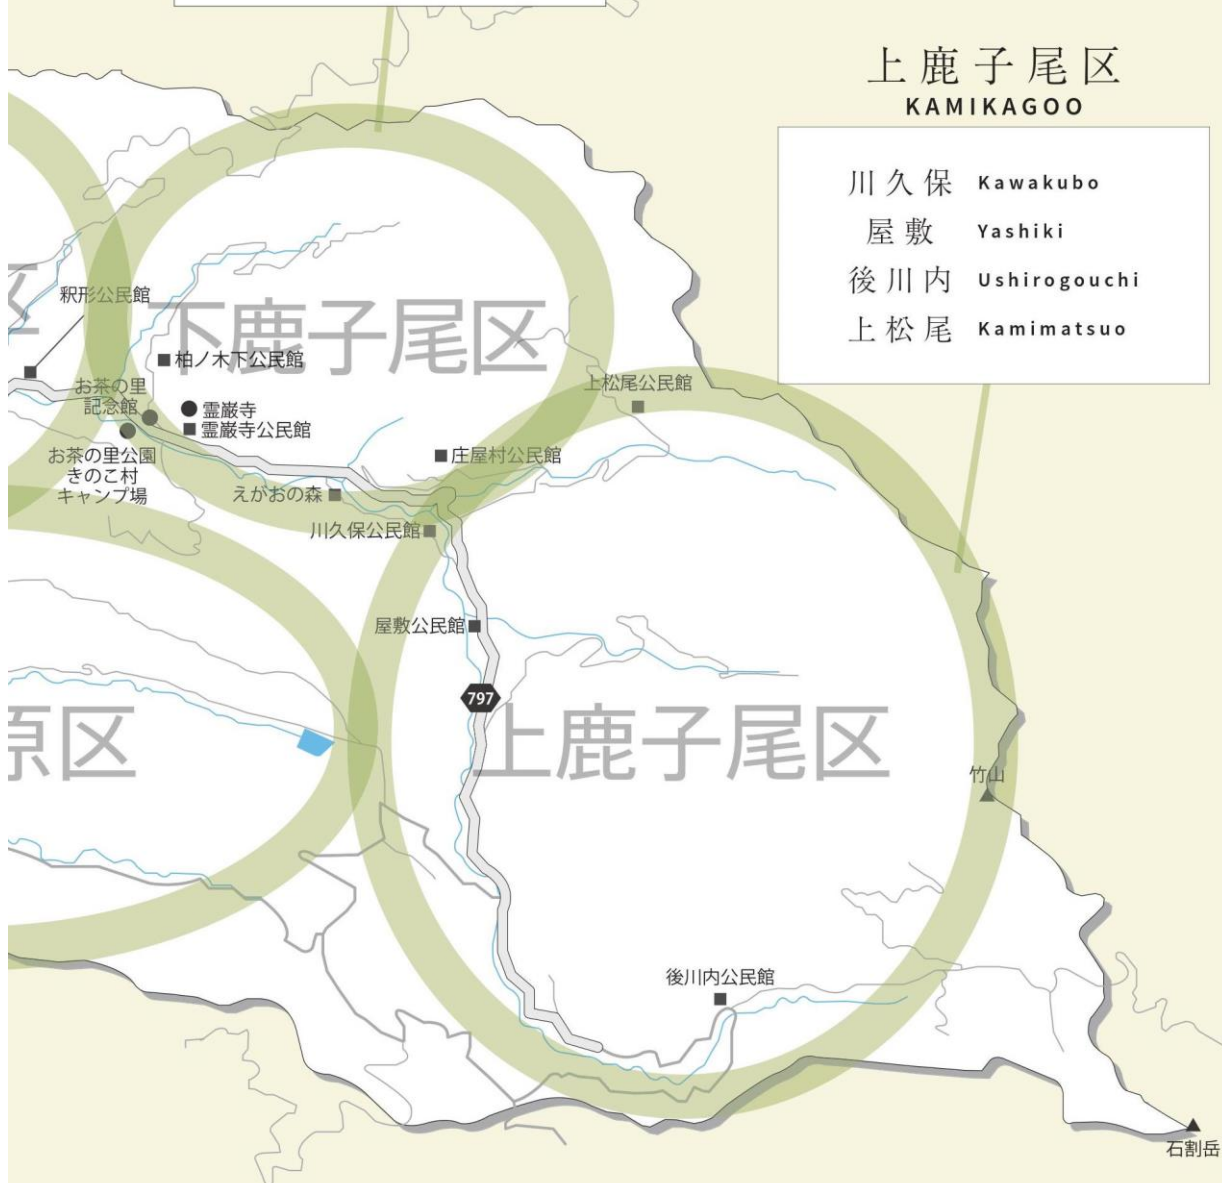 上鹿子尾区
KAMIKAGOO
川久保 Kawakubo
屋敷 Yashiki
後川内 Ushirogouchi
上松尾 Kamimatsuo
区
釈形公民館
下鹿子尾区
柏ノ木下公民館
お茶の里
記念館
霊巌寺
霊巌寺公民館
お茶の里公園
きのこ村
キャンプ場
上松尾公民館
庄屋村公民館
えがおの森
川久保公民館
屋敷公民館
797
原区
上鹿子尾区
竹山
後川内公民館
石割岳